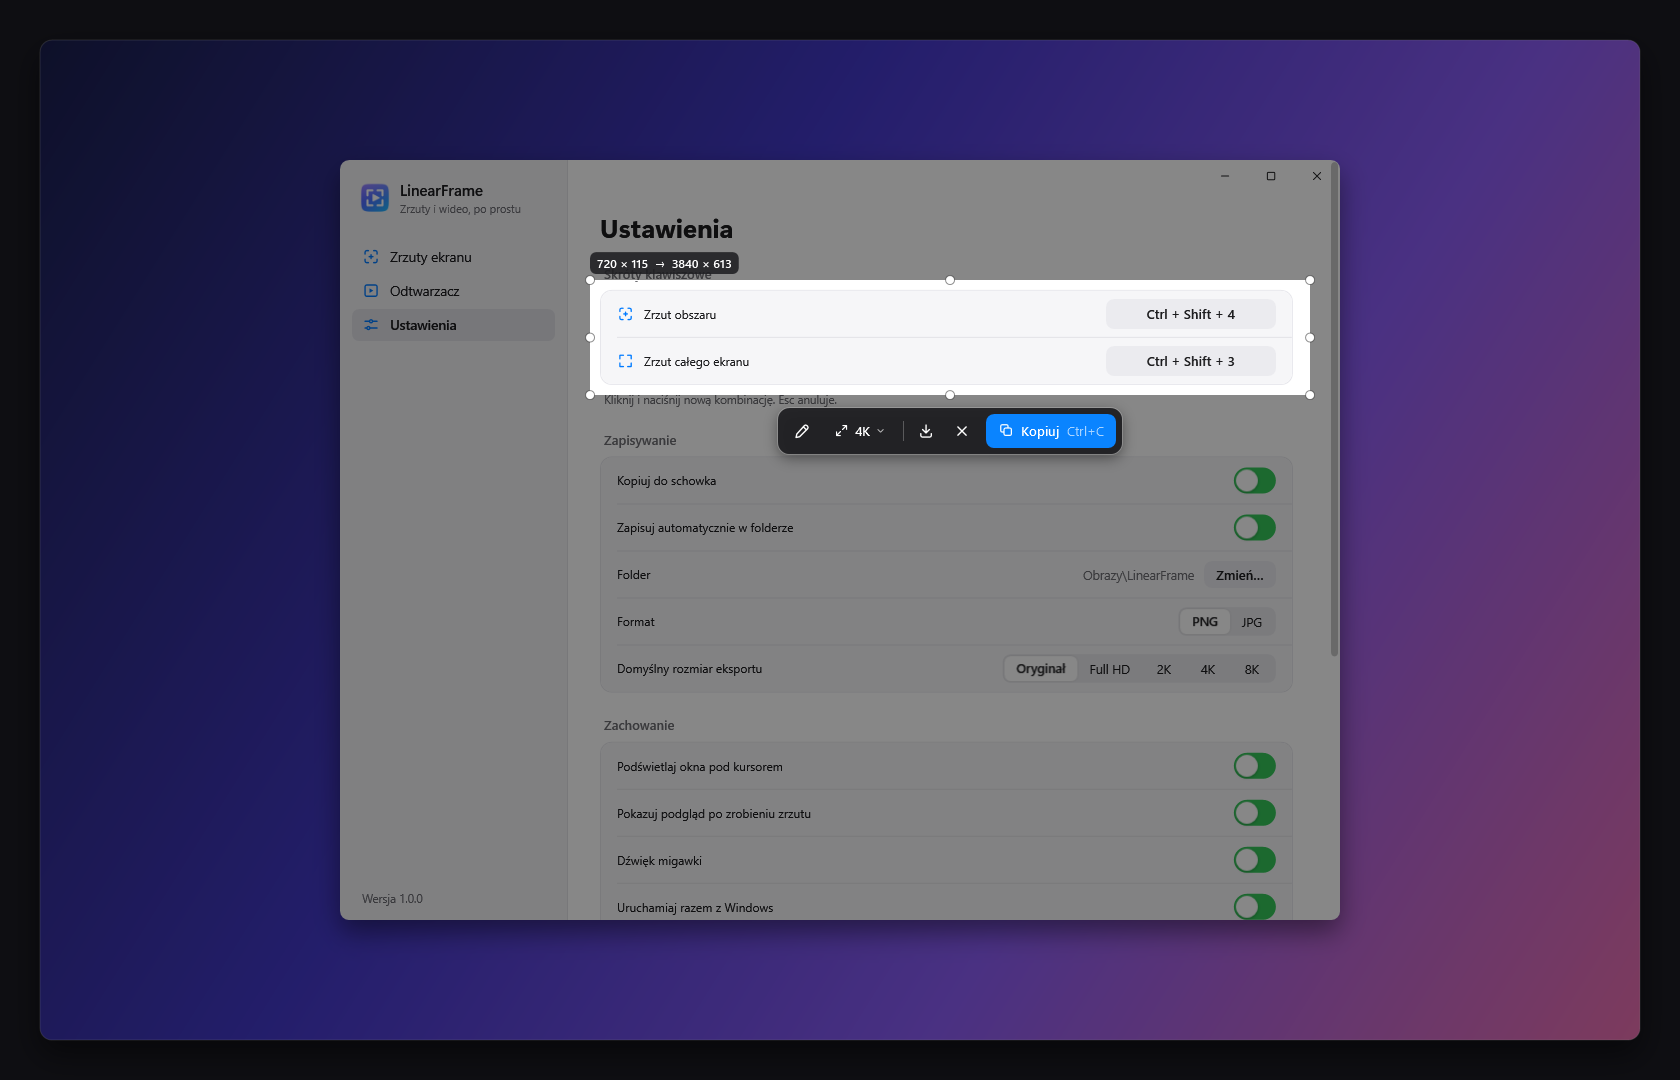 LinearFrame
Zrzuty i wideo, po prostu
Zrzuty ekranu
Odtwarzacz
Ustawienia
Wersja 1.0.0
Ustawienia
720 × 115 → 3840 × 613
Skróty klawiszowe
Zrzut obszaru Ctrl + Shift + 4
Zrzut całego ekranu Ctrl + Shift + 3
Kliknij i naciśnij nową kombinację. Esc anuluje.
4K Kopiuj Ctrl+C
Zapisywanie
Kopiuj do schowka
Zapisuj automatycznie w folderze
Folder Obrazy\LinearFrame Zmień...
Format PNG JPG
Domyślny rozmiar eksportu Oryginał Full HD 2K 4K 8K
Zachowanie
Podświetlaj okna pod kursorem
Pokazuj podgląd po zrobieniu zrzutu
Dźwięk migawki
Uruchamiaj razem z Windows